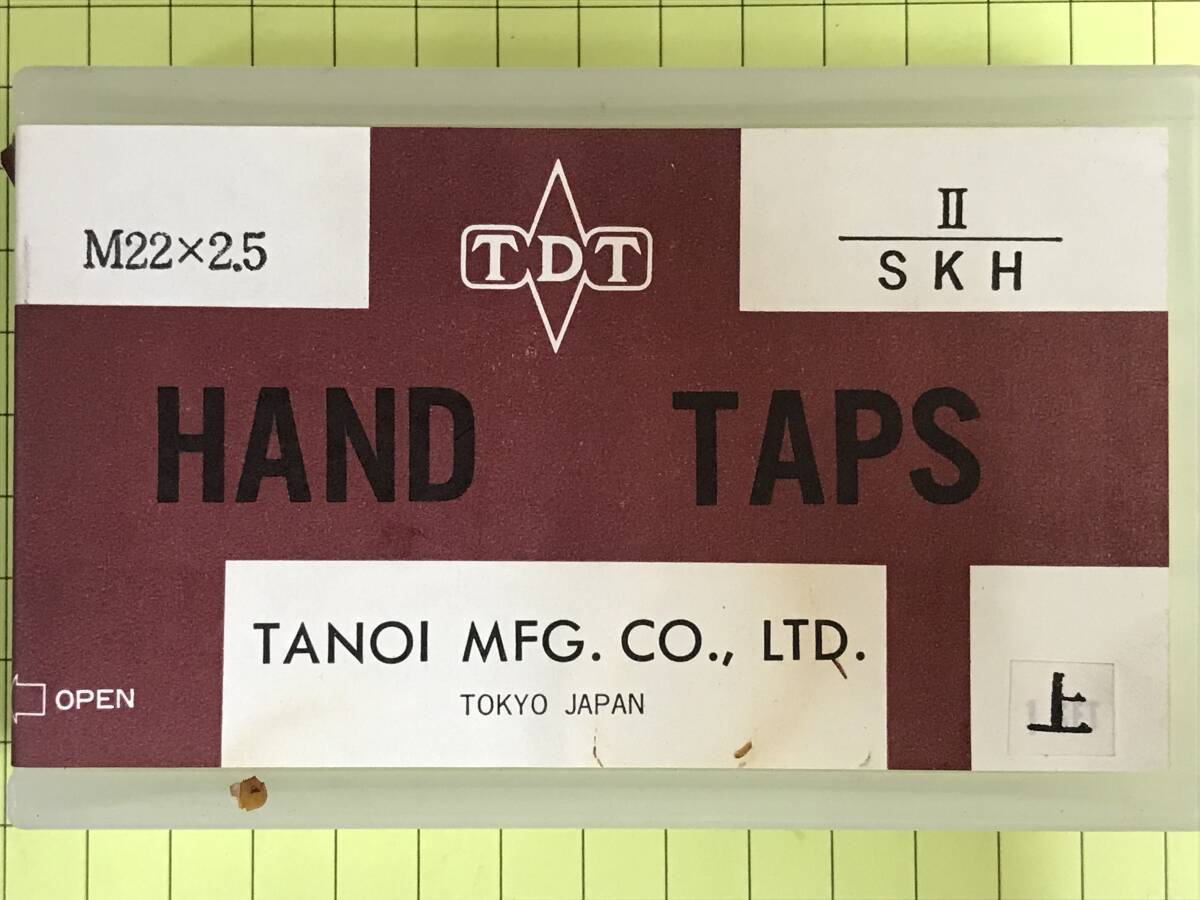 M22×2.5
TDT
II
SKH
HAND TAPS
TANOI MFG. CO., LTD.
TOKYO JAPAN
OPEN
上